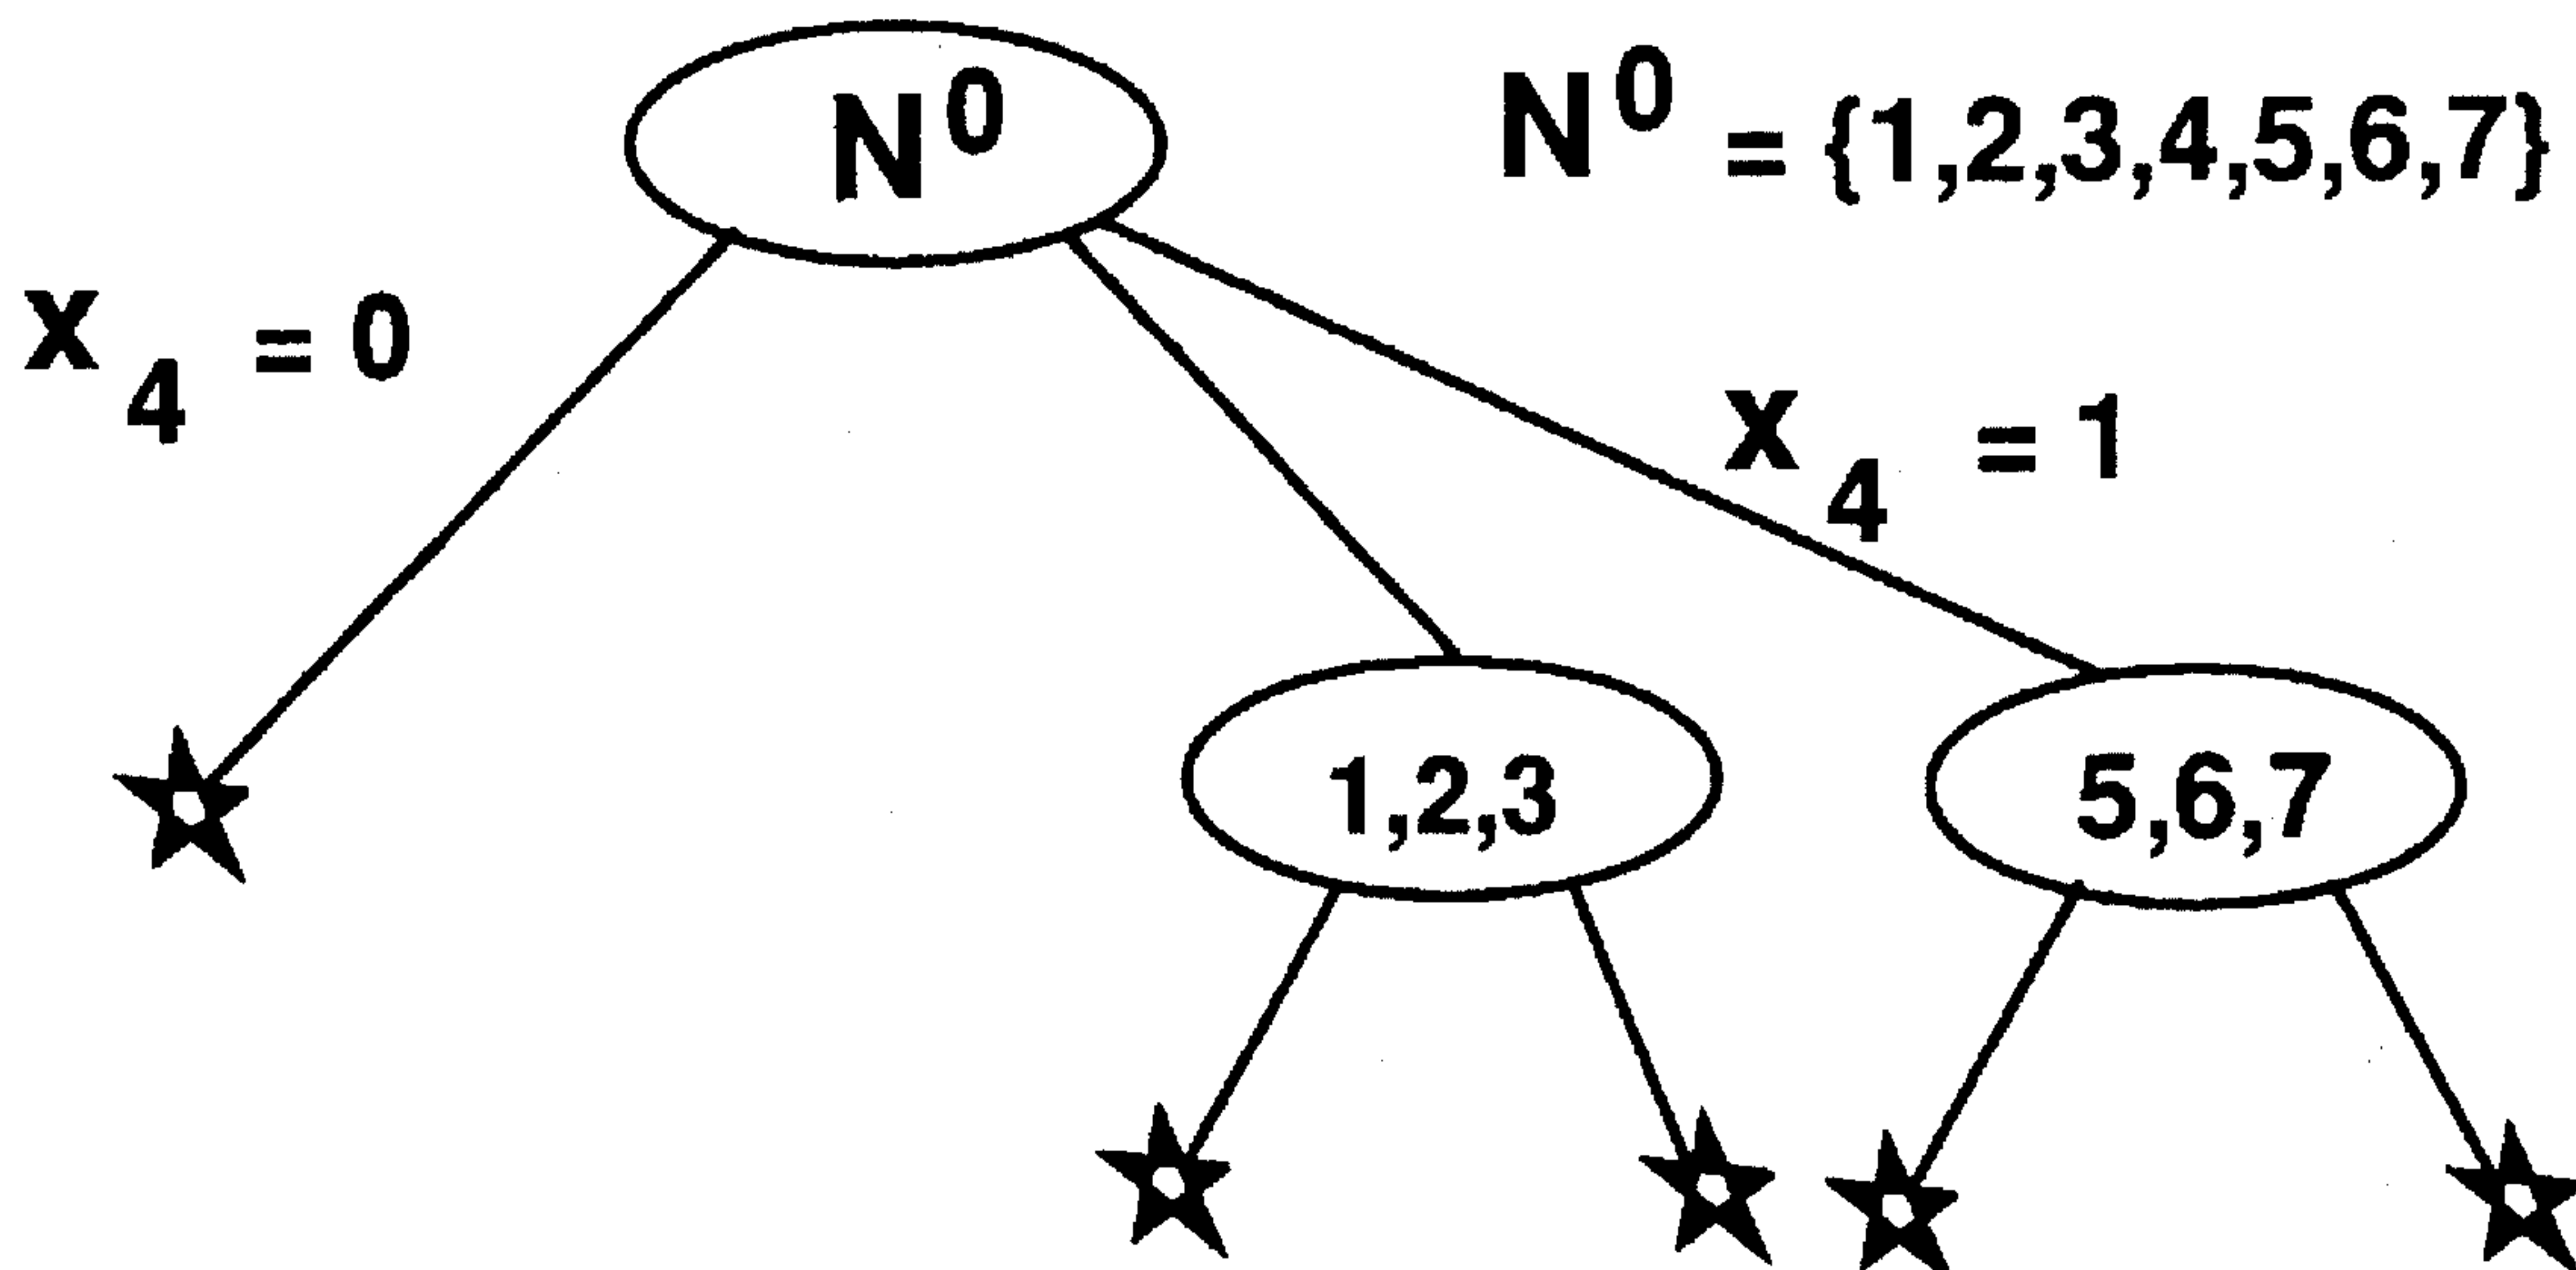 N⁰
N⁰ = {1,2,3,4,5,6,7}
x₄ = 0
x₄ = 1
1,2,3
5,6,7